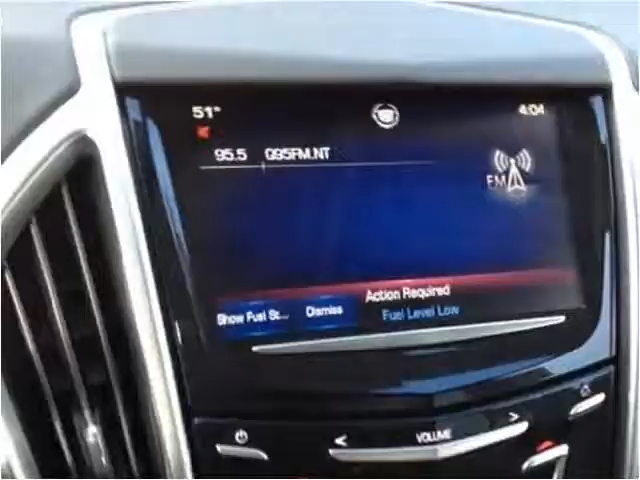 51° 4:04
95.5 Q95FM.NT
FM
Action Required
Show Fuel St... Dismiss Fuel Level Low
< VOLUME >